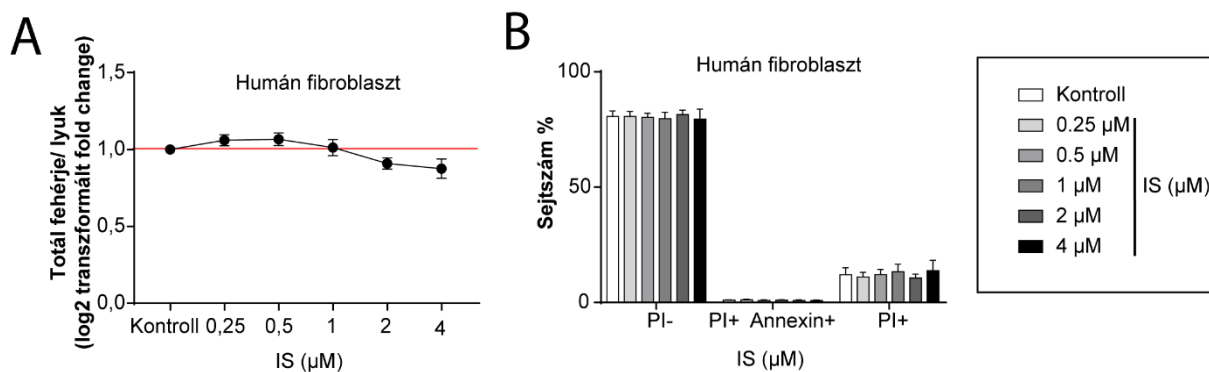 A
Totál fehérje/ lyuk
(log2 transzformált fold change)
Humán fibroblaszt
1,5
1,0
0,5
0,0
Kontroll 0,25 0,5 1 2 4
IS (µM)
B
Humán fibroblaszt
Sejtszám %
100
50
0
PI- PI+ Annexin+ PI+
IS (µM)
Kontroll
0.25 µM
0.5 µM
1 µM
2 µM
4 µM
IS (µM)